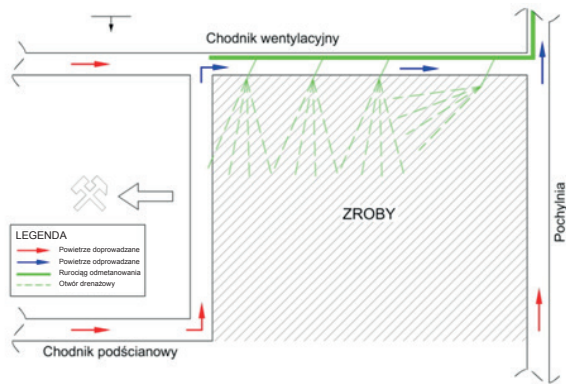 Chodnik wentylacyjny
ZROBY
Pochylnia
LEGENDA
Powietrze doprowadzane
Powietrze odprowadzane
Rurociąg odmetanowania
Otwór drenażowy
Chodnik podścianowy